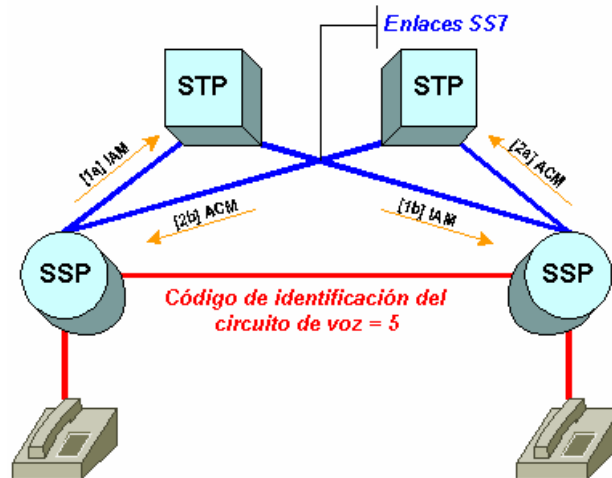 Enlaces SS7
STP
STP
[1a] IAM
[2a] ACM
[2b] ACM
[1b] IAM
SSP
SSP
Código de identificación del
circuito de voz = 5